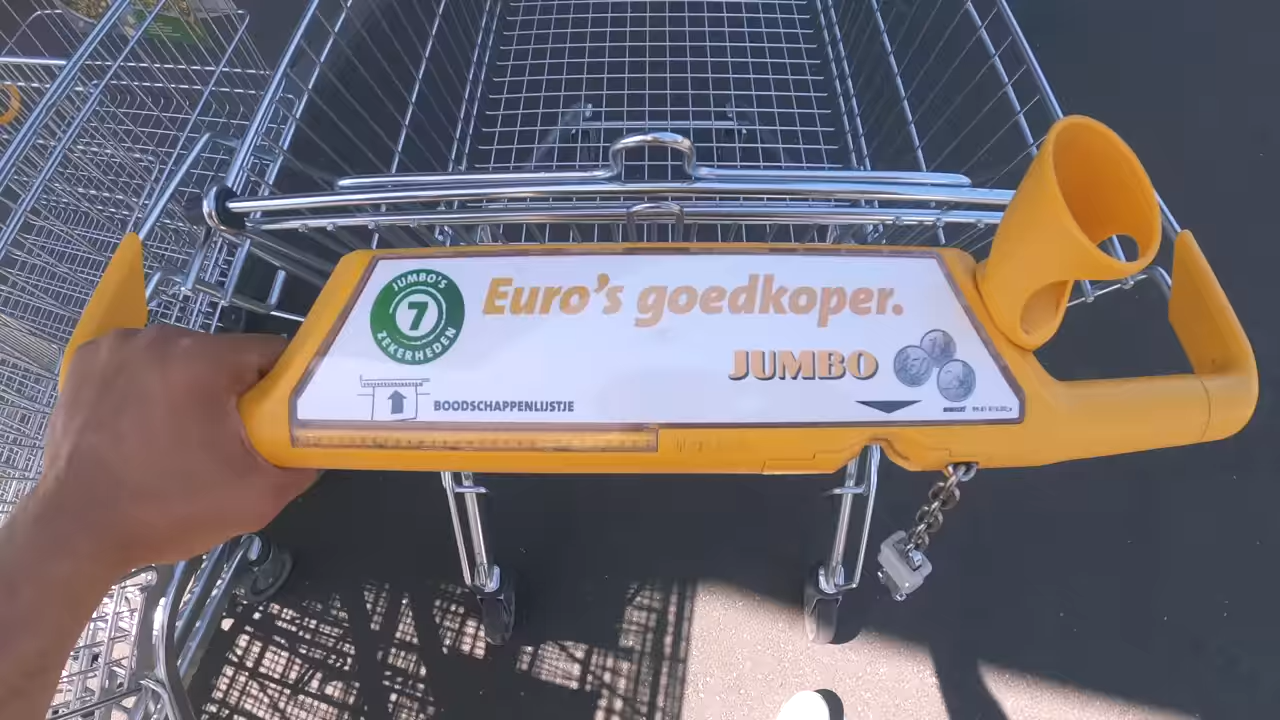 JUMBO'S
7
ZEKERHEDEN
Euro's goedkoper.
JUMBO
BOODSCHAPPENLIJSTJE